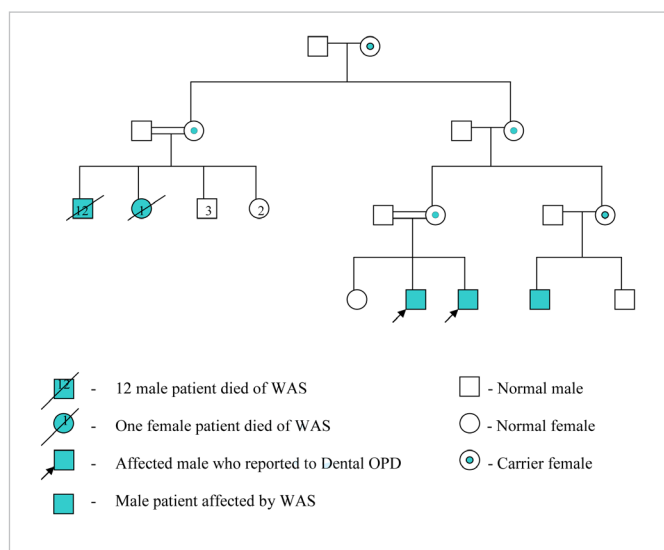 12 1 3 2
12 - 12 male patient died of WAS
1 - One female patient died of WAS
- Affected male who reported to Dental OPD
- Male patient affected by WAS
- Normal male
- Normal female
- Carrier female